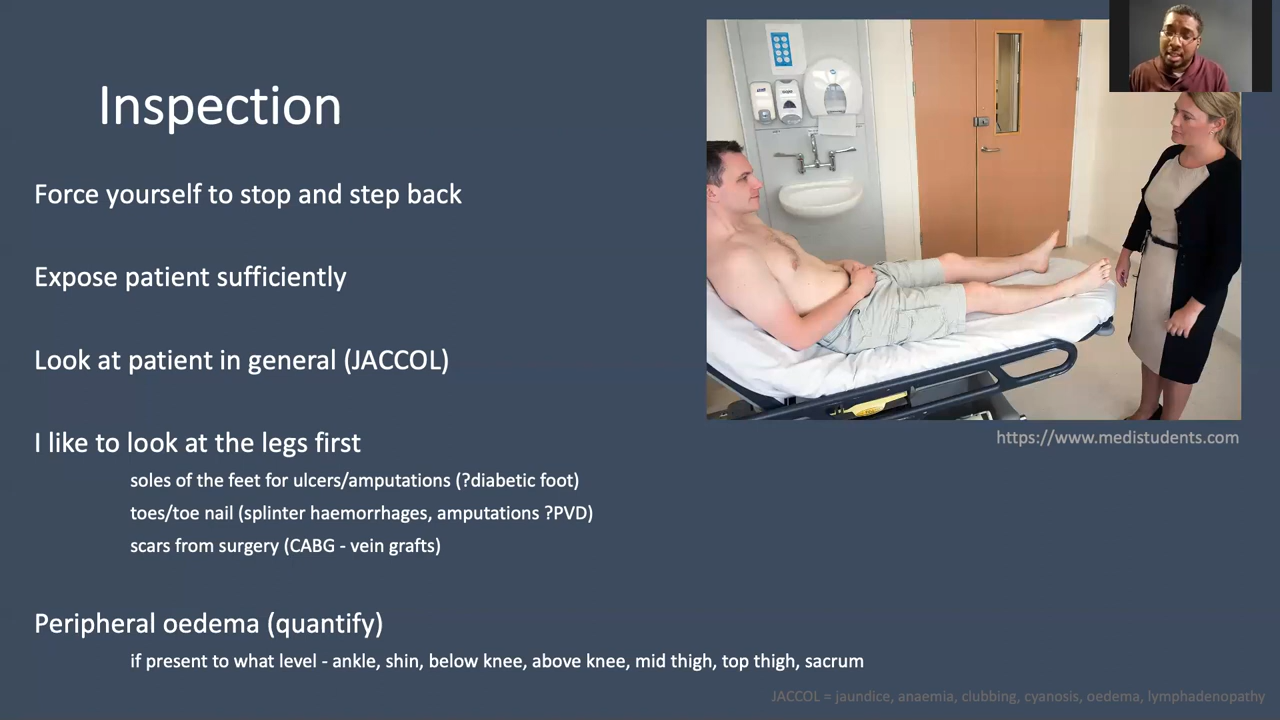 Inspection
Force yourself to stop and step back
Expose patient sufficiently
Look at patient in general (JACCOL)
I like to look at the legs first
soles of the feet for ulcers/amputations (?diabetic foot)
toes/toe nail (splinter haemorrhages, amputations ?PVD)
scars from surgery (CABG - vein grafts)
Peripheral oedema (quantify)
if present to what level - ankle, shin, below knee, above knee, mid thigh, top thigh, sacrum
https://www.medistudents.com
JACCOL = jaundice, anaemia, clubbing, cyanosis, oedema, lymphadenopathy